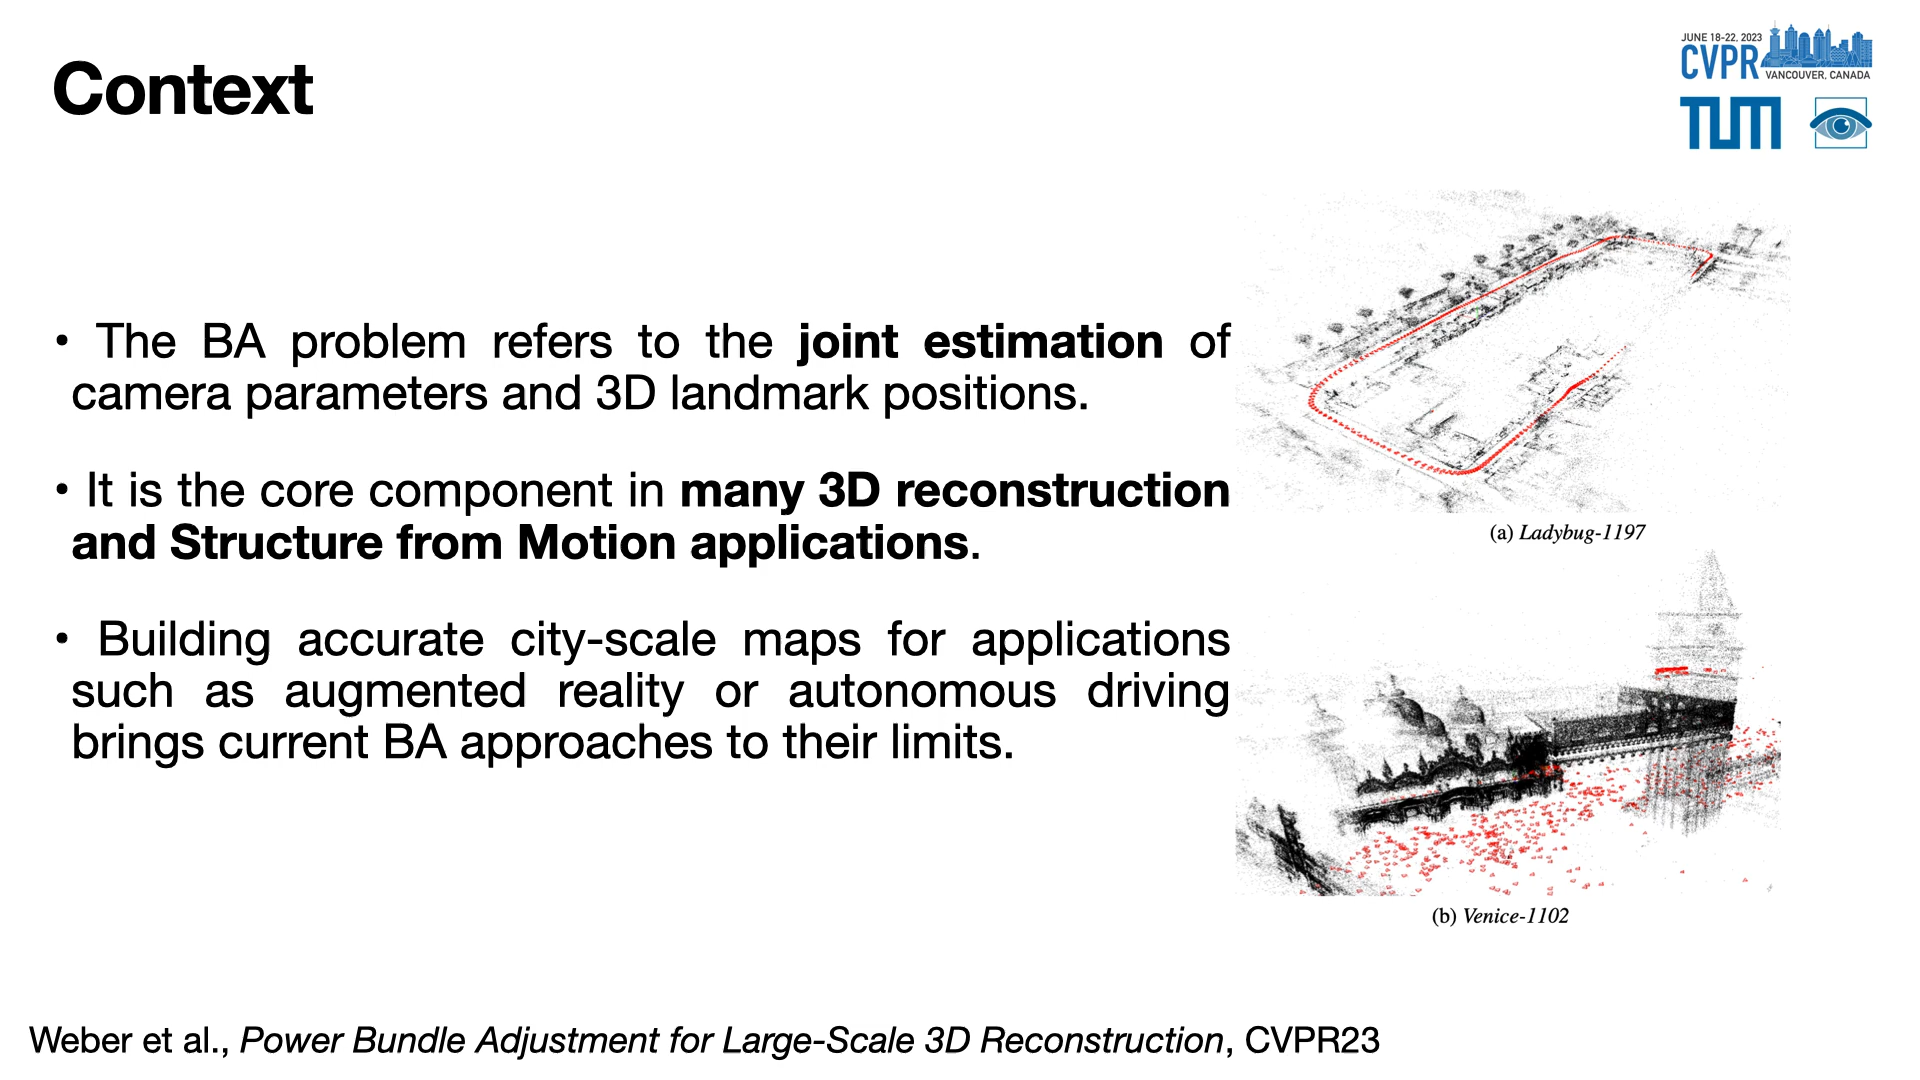 Context
JUNE 18-22, 2023
CVPR
VANCOUVER, CANADA
TUM
• The BA problem refers to the joint estimation of
camera parameters and 3D landmark positions.
• It is the core component in many 3D reconstruction
and Structure from Motion applications.
• Building accurate city-scale maps for applications
such as augmented reality or autonomous driving
brings current BA approaches to their limits.
(a) Ladybug-1197
(b) Venice-1102
Weber et al., Power Bundle Adjustment for Large-Scale 3D Reconstruction, CVPR23